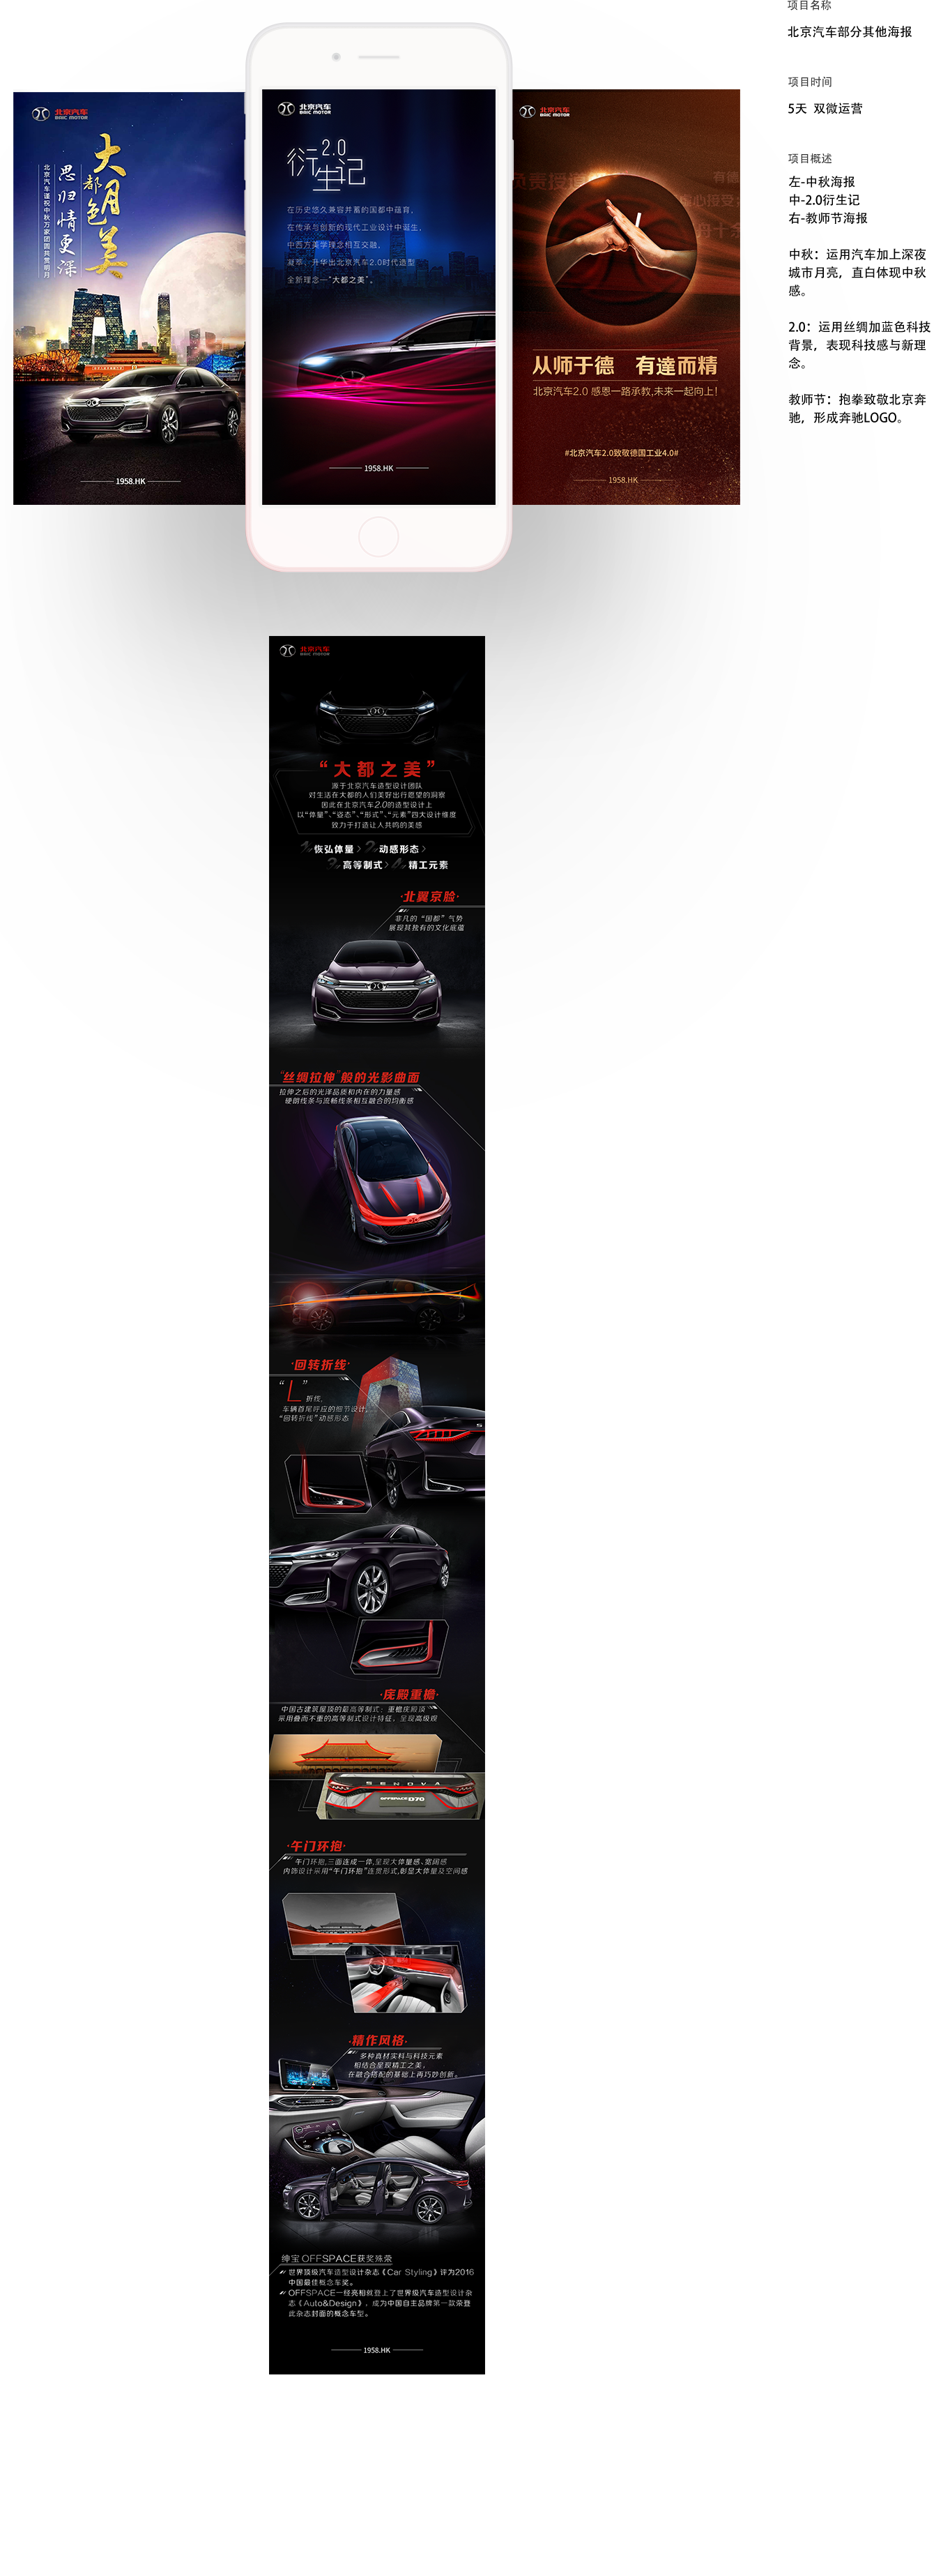 项目名称
北京汽车部分其他海报
项目时间
5天 双微运营
项目概述
左-中秋海报
中-2.0衍生记
右-教师节海报
中秋：运用汽车加上深夜
城市月亮，直白体现中秋
感。
2.0：运用丝绸加蓝色科技
背景，表现科技感与新理
念。
教师节：抱拳致敬北京奔
驰，形成奔驰LOGO。
北京汽车
BAIC MOTOR
大都月色美
思归情更深
北京汽车谨祝中秋万家团圆共赏明月
1958.HK
北京汽车
BAIC MOTOR
2.0
衍生记
在历史悠久兼容并蓄的国都中蕴育，
在传承与创新的现代工业设计中诞生，
中西方美学理念相互交融，
凝萃、升华出北京汽车2.0时代造型
全新理念—“大都之美”。
1958.HK
北京汽车
BAIC MOTOR
从师于德 有達而精
北京汽车2.0 感恩一路承教,未来一起向上！
#北京汽车2.0致敬德国工业4.0#
1958.HK
北京汽车
BAIC MOTOR
“大都之美”
源于北京汽车造型设计团队
对生活在大都的人们美好出行愿望的洞察
因此在北京汽车2.0的造型设计上
以“体量”、“姿态”、“形式”、“元素”四大设计维度
致力于打造让人共鸣的美感
1 恢弘体量 2 动感形态
3 高等制式 4 精工元素
·北翼京脸·
非凡的“国都”气势
展现其独有的文化底蕴
“丝绸拉伸”般的光影曲面
拉伸之后的光泽品质和内在的力量感
硬朗线条与流畅线条相互融合的均衡感
·回转折线·
“L”折线，
车辆首尾呼应的细节设计，
“回转折线”动感形态
·庑殿重檐·
中国古建筑屋顶的最高等制式：重檐庑殿顶
采用叠而不重的高等制式设计特征，呈现高级观
SENOVA
OFFSPACE D70
·午门环抱·
午门环抱,三面连成一体,呈现大体量感、宽阔感
内饰设计采用“午门环抱”连贯形式,彰显大体量及空间感
·精作风格·
多种真材实料与科技元素
相结合呈现精工之美，
在融合搭配的基础上再巧妙创新。
绅宝 OFFSPACE获奖殊荣
世界顶级汽车造型设计杂志《Car Styling》评为2016
中国最佳概念车奖。
OFFSPACE一经亮相就登上了世界级汽车造型设计杂
志《Auto&Design》，成为中国自主品牌第一款荣登
此杂志封面的概念车型。
1958.HK